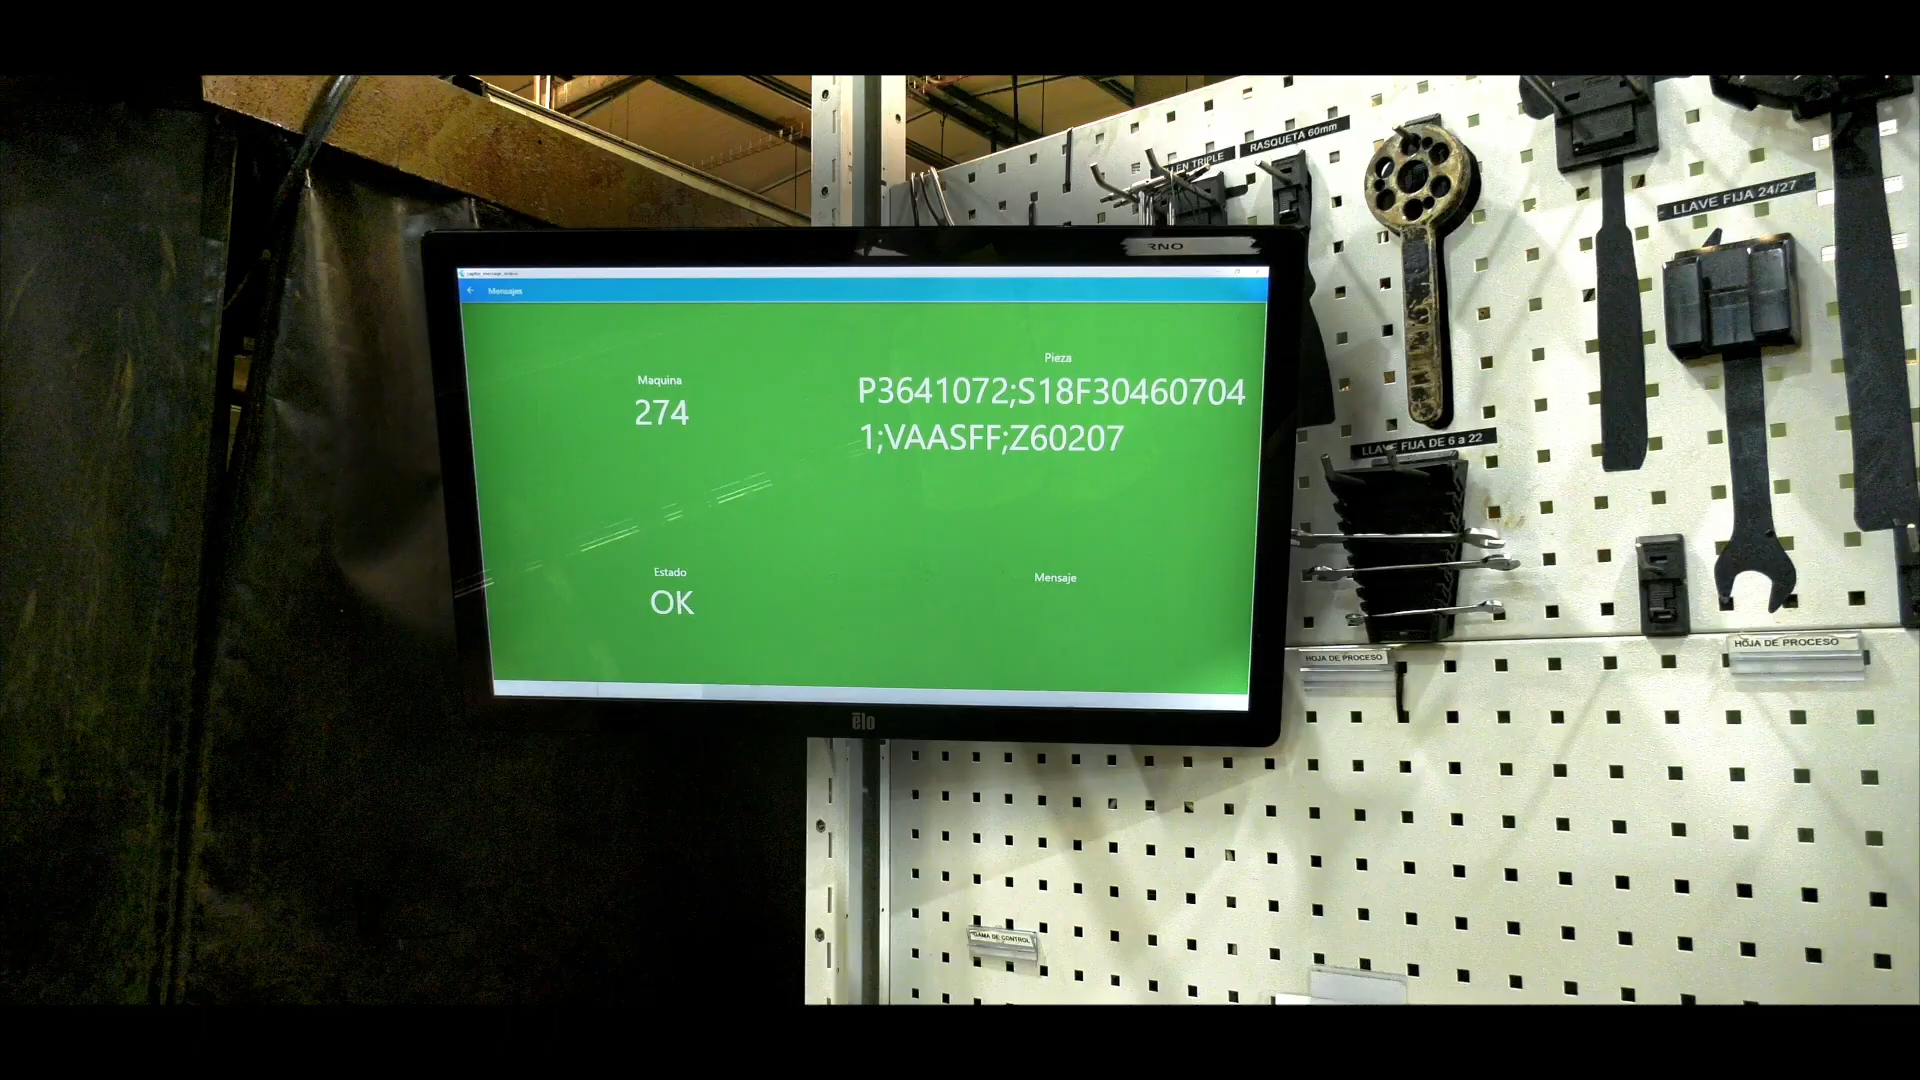 EN TRIPLE
RASQUETA 60mm
LLAVE FIJA 24/27
RNO
Mensajes
Maquina
274
Pieza
P3641072;S18F30460704
1;VAASFF;Z60207
LLAVE FIJA DE 6 a 22
Estado
OK
Mensaje
HOJA DE PROCESO
HOJA DE PROCESO
elo
GAMA DE CONTROL